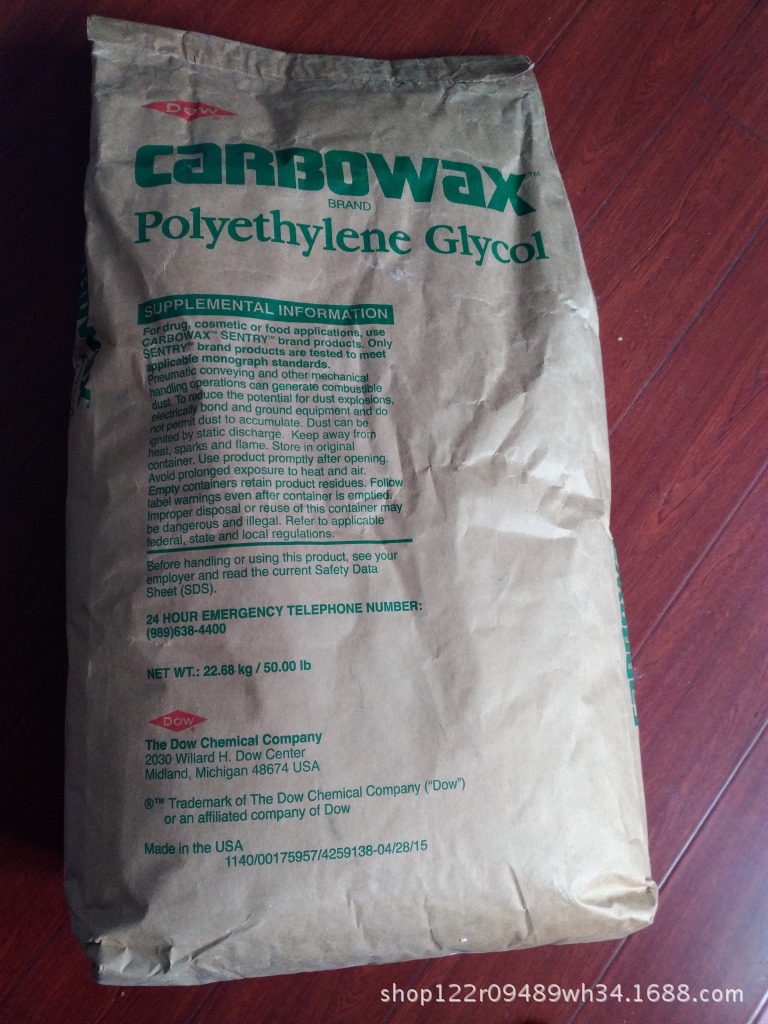 Dow
CARBOWAX™
BRAND
Polyethylene Glycol
SUPPLEMENTAL INFORMATION
For drug, cosmetic or food applications, use
CARBOWAX™ SENTRY™ brand products. Only
SENTRY™ brand products are tested to meet
applicable monograph standards.
Pneumatic conveying and other mechanical
handling operations can generate combustible
dust. To reduce the potential for dust explosions,
electrically bond and ground equipment and do
not permit dust to accumulate. Dust can be
ignited by static discharge. Keep away from
heat, sparks and flame. Store in original
container. Use product promptly after opening.
Avoid prolonged exposure to heat and air.
Empty containers retain product residues. Follow
label warnings even after container is emptied.
Improper disposal or reuse of this container may
be dangerous and illegal. Refer to applicable
federal, state and local regulations.
Before handling or using this product, see your
employer and read the current Safety Data
Sheet (SDS).
24 HOUR EMERGENCY TELEPHONE NUMBER:
(989)638-4400
NET WT.: 22.68 kg / 50.00 lb
Dow
The Dow Chemical Company
2030 Willard H. Dow Center
Midland, Michigan 48674 USA
®™ Trademark of The Dow Chemical Company ("Dow")
or an affiliated company of Dow
Made in the USA
1140/00175957/4259138-04/28/15
shop122r09489wh34.1688.com